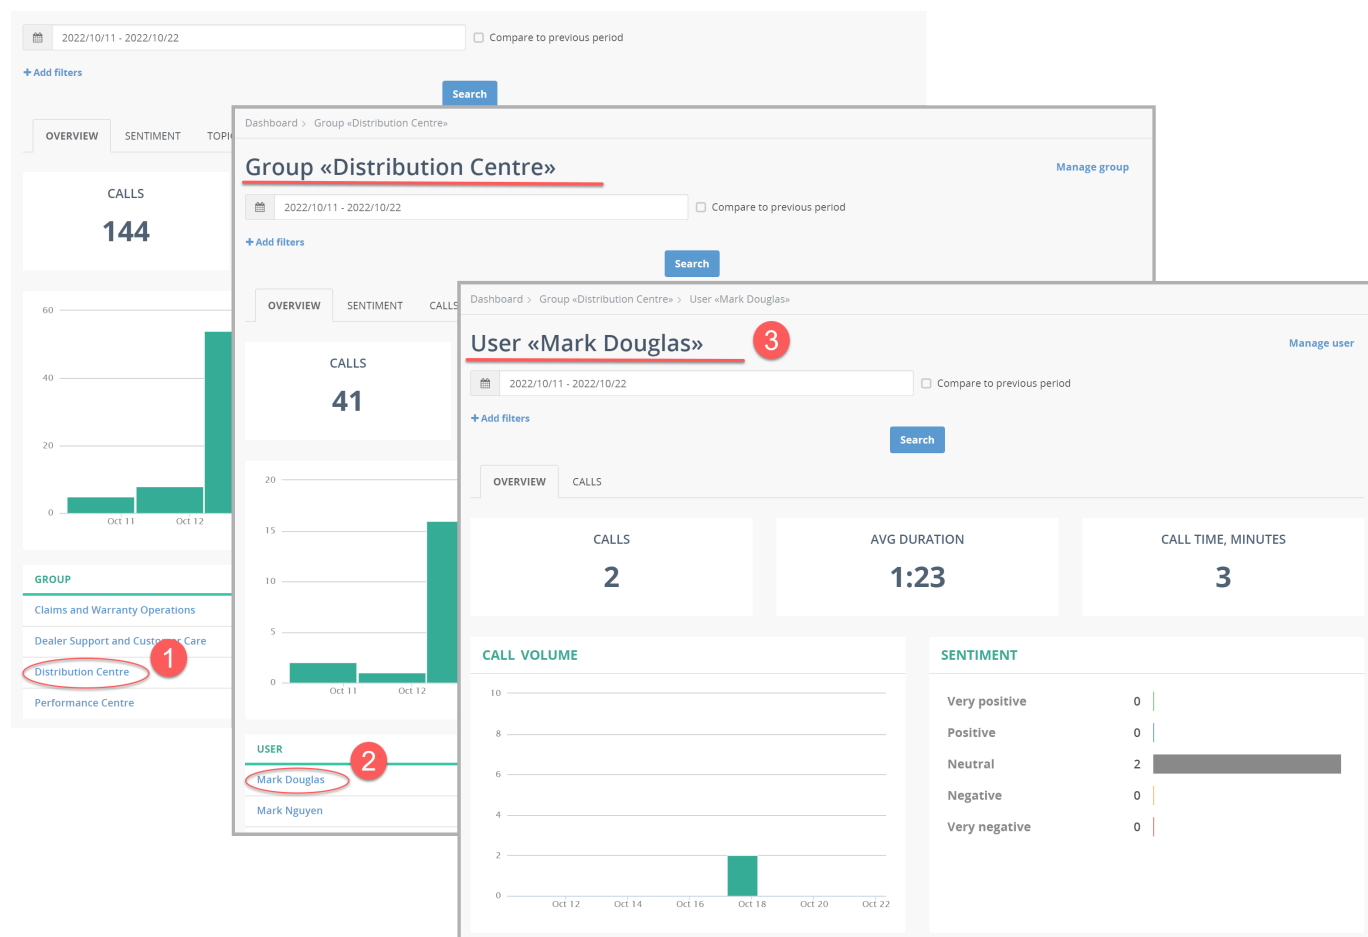 2022/10/11 - 2022/10/22
Compare to previous period
+ Add filters
Search
OVERVIEW SENTIMENT
CALLS
144
60
40
20
0
Oct 11 Oct 12
GROUP
Claims and Warranty Operations
Dealer Support and Customer Care
Distribution Centre
1
Performance Centre
Dashboard > Group «Distribution Centre»
Group «Distribution Centre»
Manage group
2022/10/11 - 2022/10/22
Compare to previous period
+ Add filters
Search
OVERVIEW SENTIMENT CALLS
CALLS
41
20
15
10
5
0
Oct 11 Oct 12
USER
2
Mark Douglas
Mark Nguyen
Dashboard > Group «Distribution Centre» > User «Mark Douglas»
User «Mark Douglas»
3
Manage user
2022/10/11 - 2022/10/22
Compare to previous period
+ Add filters
Search
OVERVIEW CALLS
CALLS
2
AVG DURATION
1:23
CALL TIME, MINUTES
3
CALL VOLUME
10
8
6
4
2
0
Oct 12 Oct 14 Oct 16 Oct 18 Oct 20 Oct 22
SENTIMENT
Very positive 0
Positive 0
Neutral 2
Negative 0
Very negative 0